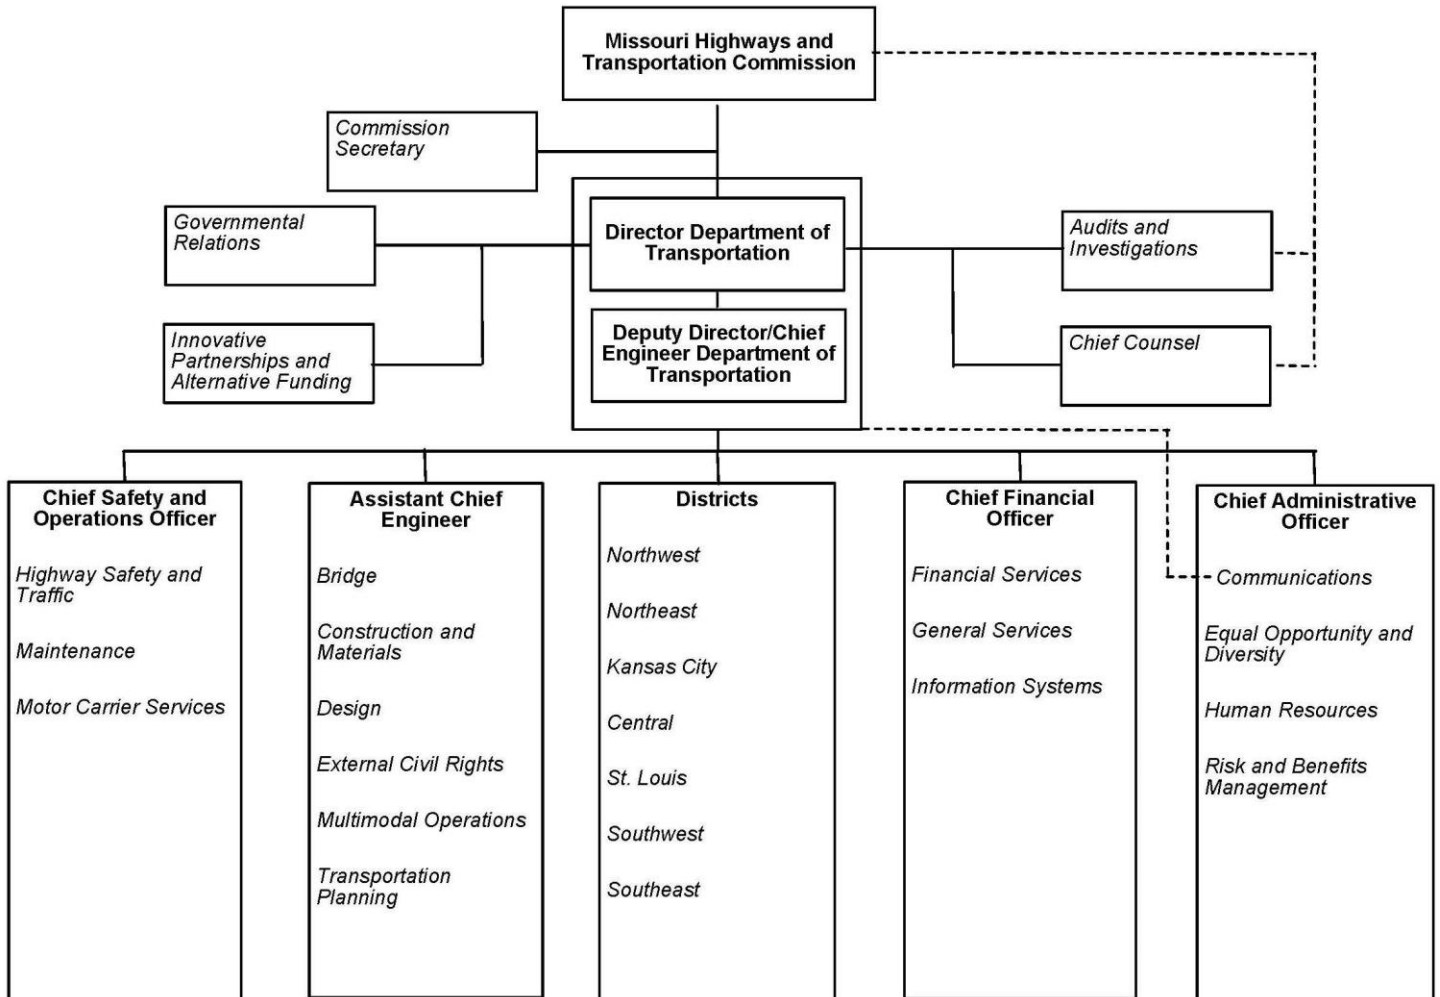 Missouri Highways and
Transportation Commission
Commission
Secretary
Governmental
Relations
Director Department of
Transportation
Audits and
Investigations
Innovative
Partnerships and
Alternative Funding
Deputy Director/Chief
Engineer Department of
Transportation
Chief Counsel
Chief Safety and
Operations Officer
Highway Safety and
Traffic
Maintenance
Motor Carrier Services
Assistant Chief
Engineer
Bridge
Construction and
Materials
Design
External Civil Rights
Multimodal Operations
Transportation
Planning
Districts
Northwest
Northeast
Kansas City
Central
St. Louis
Southwest
Southeast
Chief Financial
Officer
Financial Services
General Services
Information Systems
Chief Administrative
Officer
Communications
Equal Opportunity and
Diversity
Human Resources
Risk and Benefits
Management